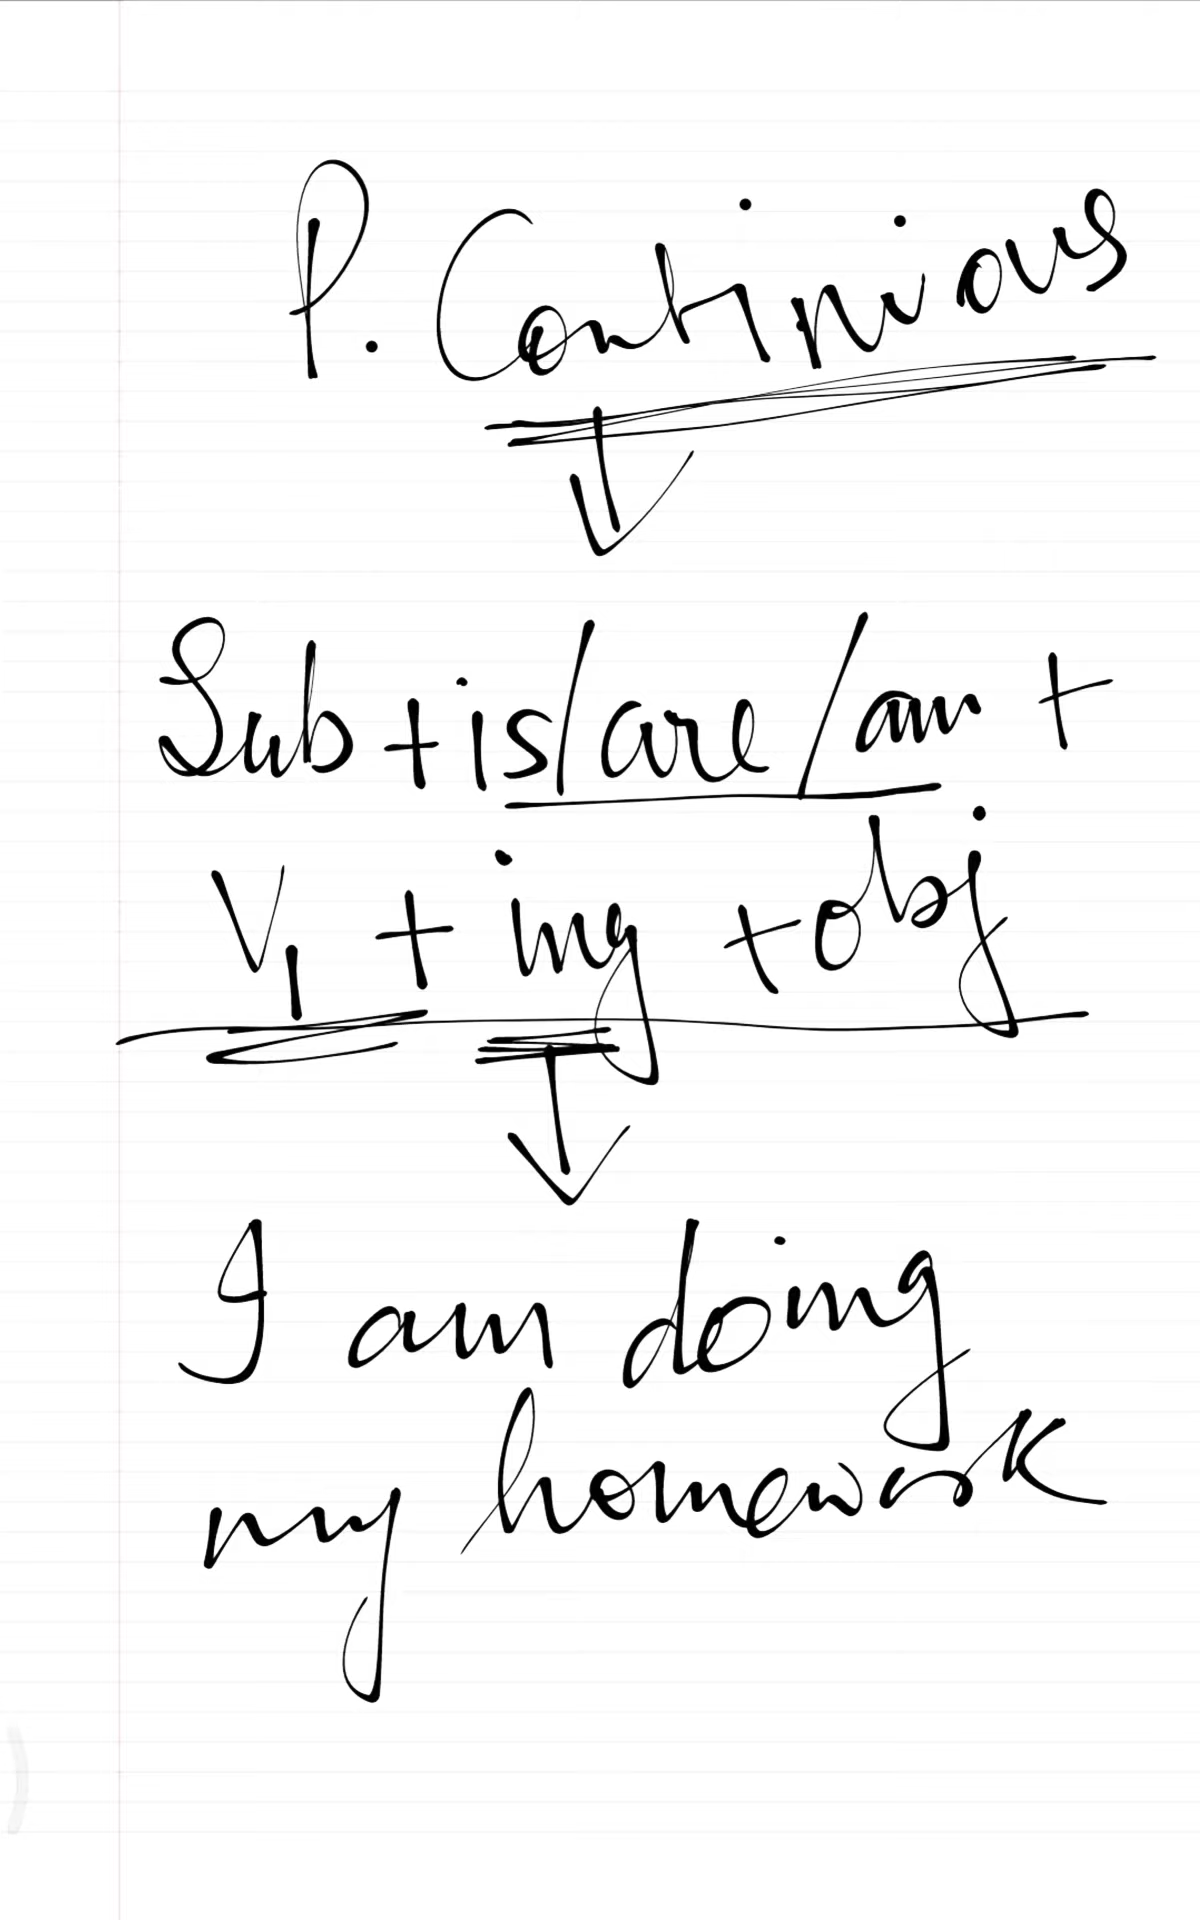 P. Continious
Sub + is/are/am +
V1 + ing + obj
I am doing
my homework